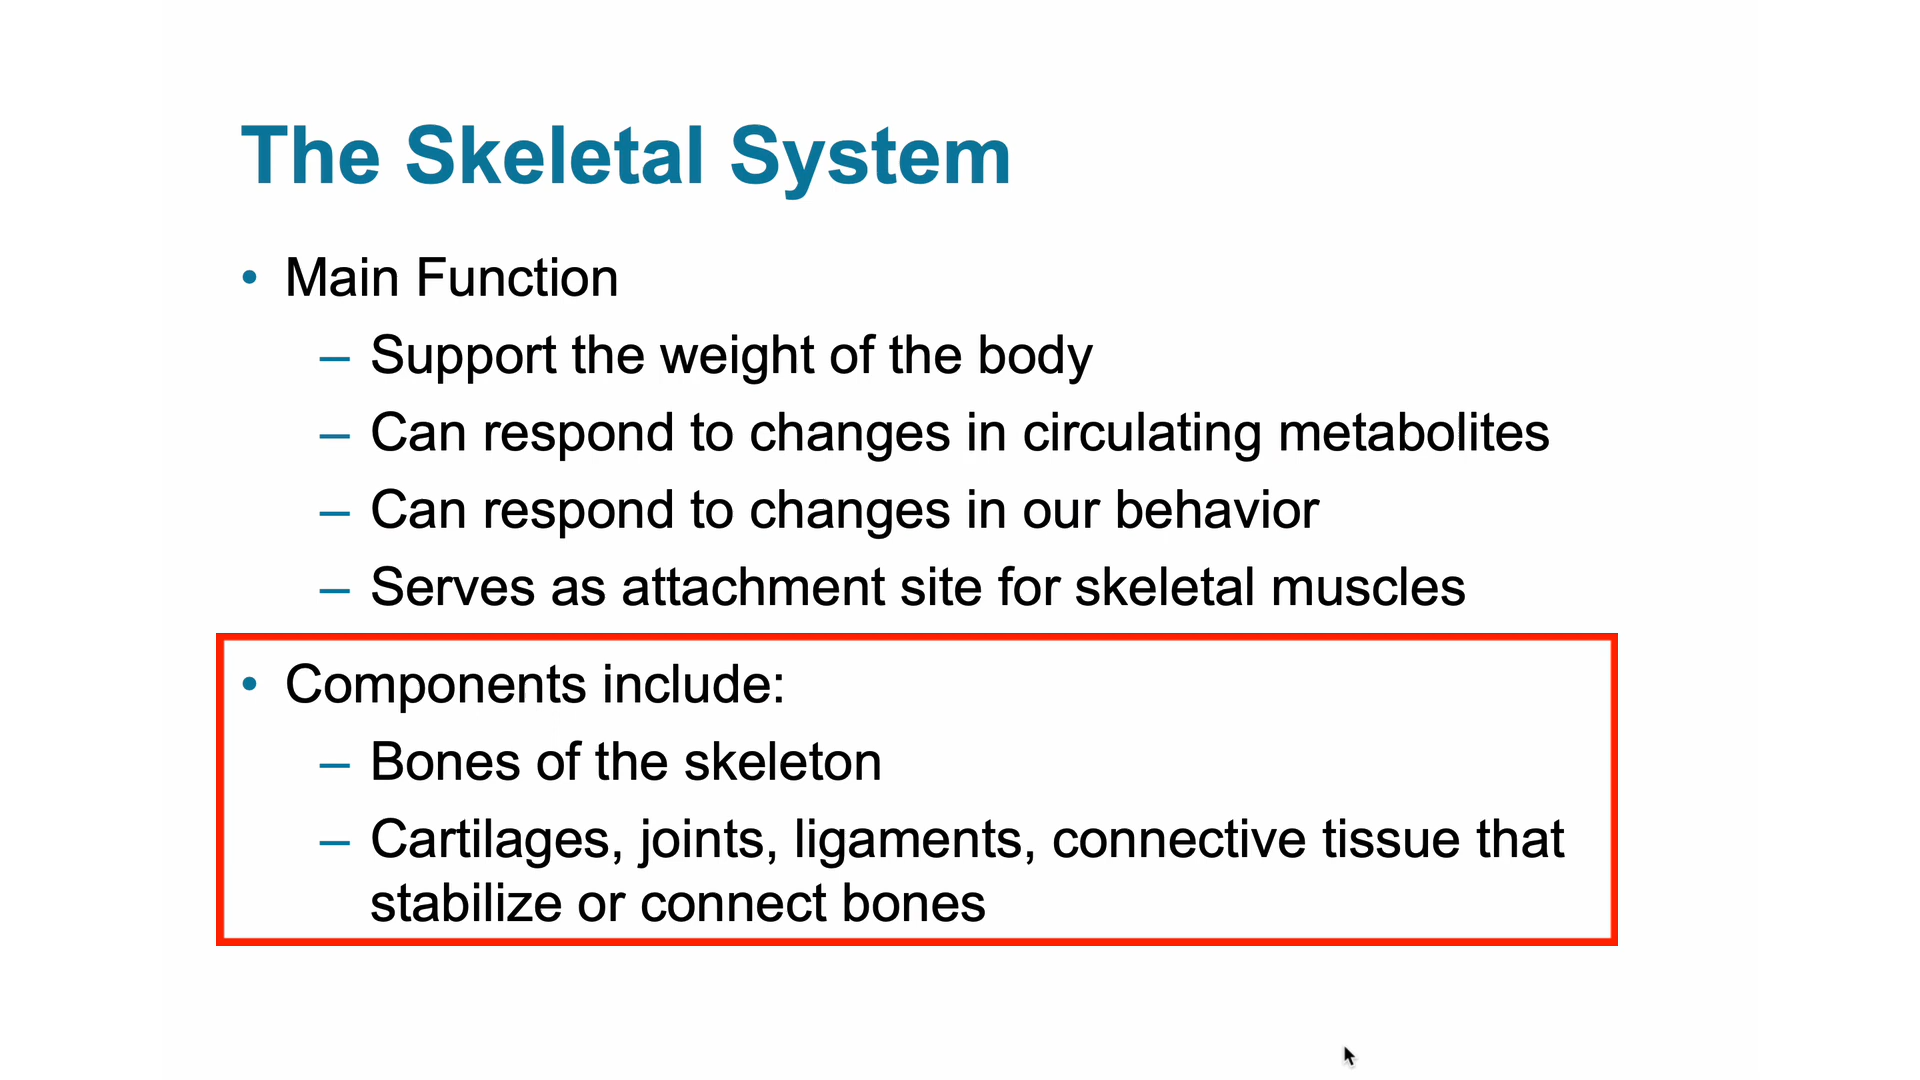 The Skeletal System
• Main Function
– Support the weight of the body
– Can respond to changes in circulating metabolites
– Can respond to changes in our behavior
– Serves as attachment site for skeletal muscles
• Components include:
– Bones of the skeleton
– Cartilages, joints, ligaments, connective tissue that
stabilize or connect bones